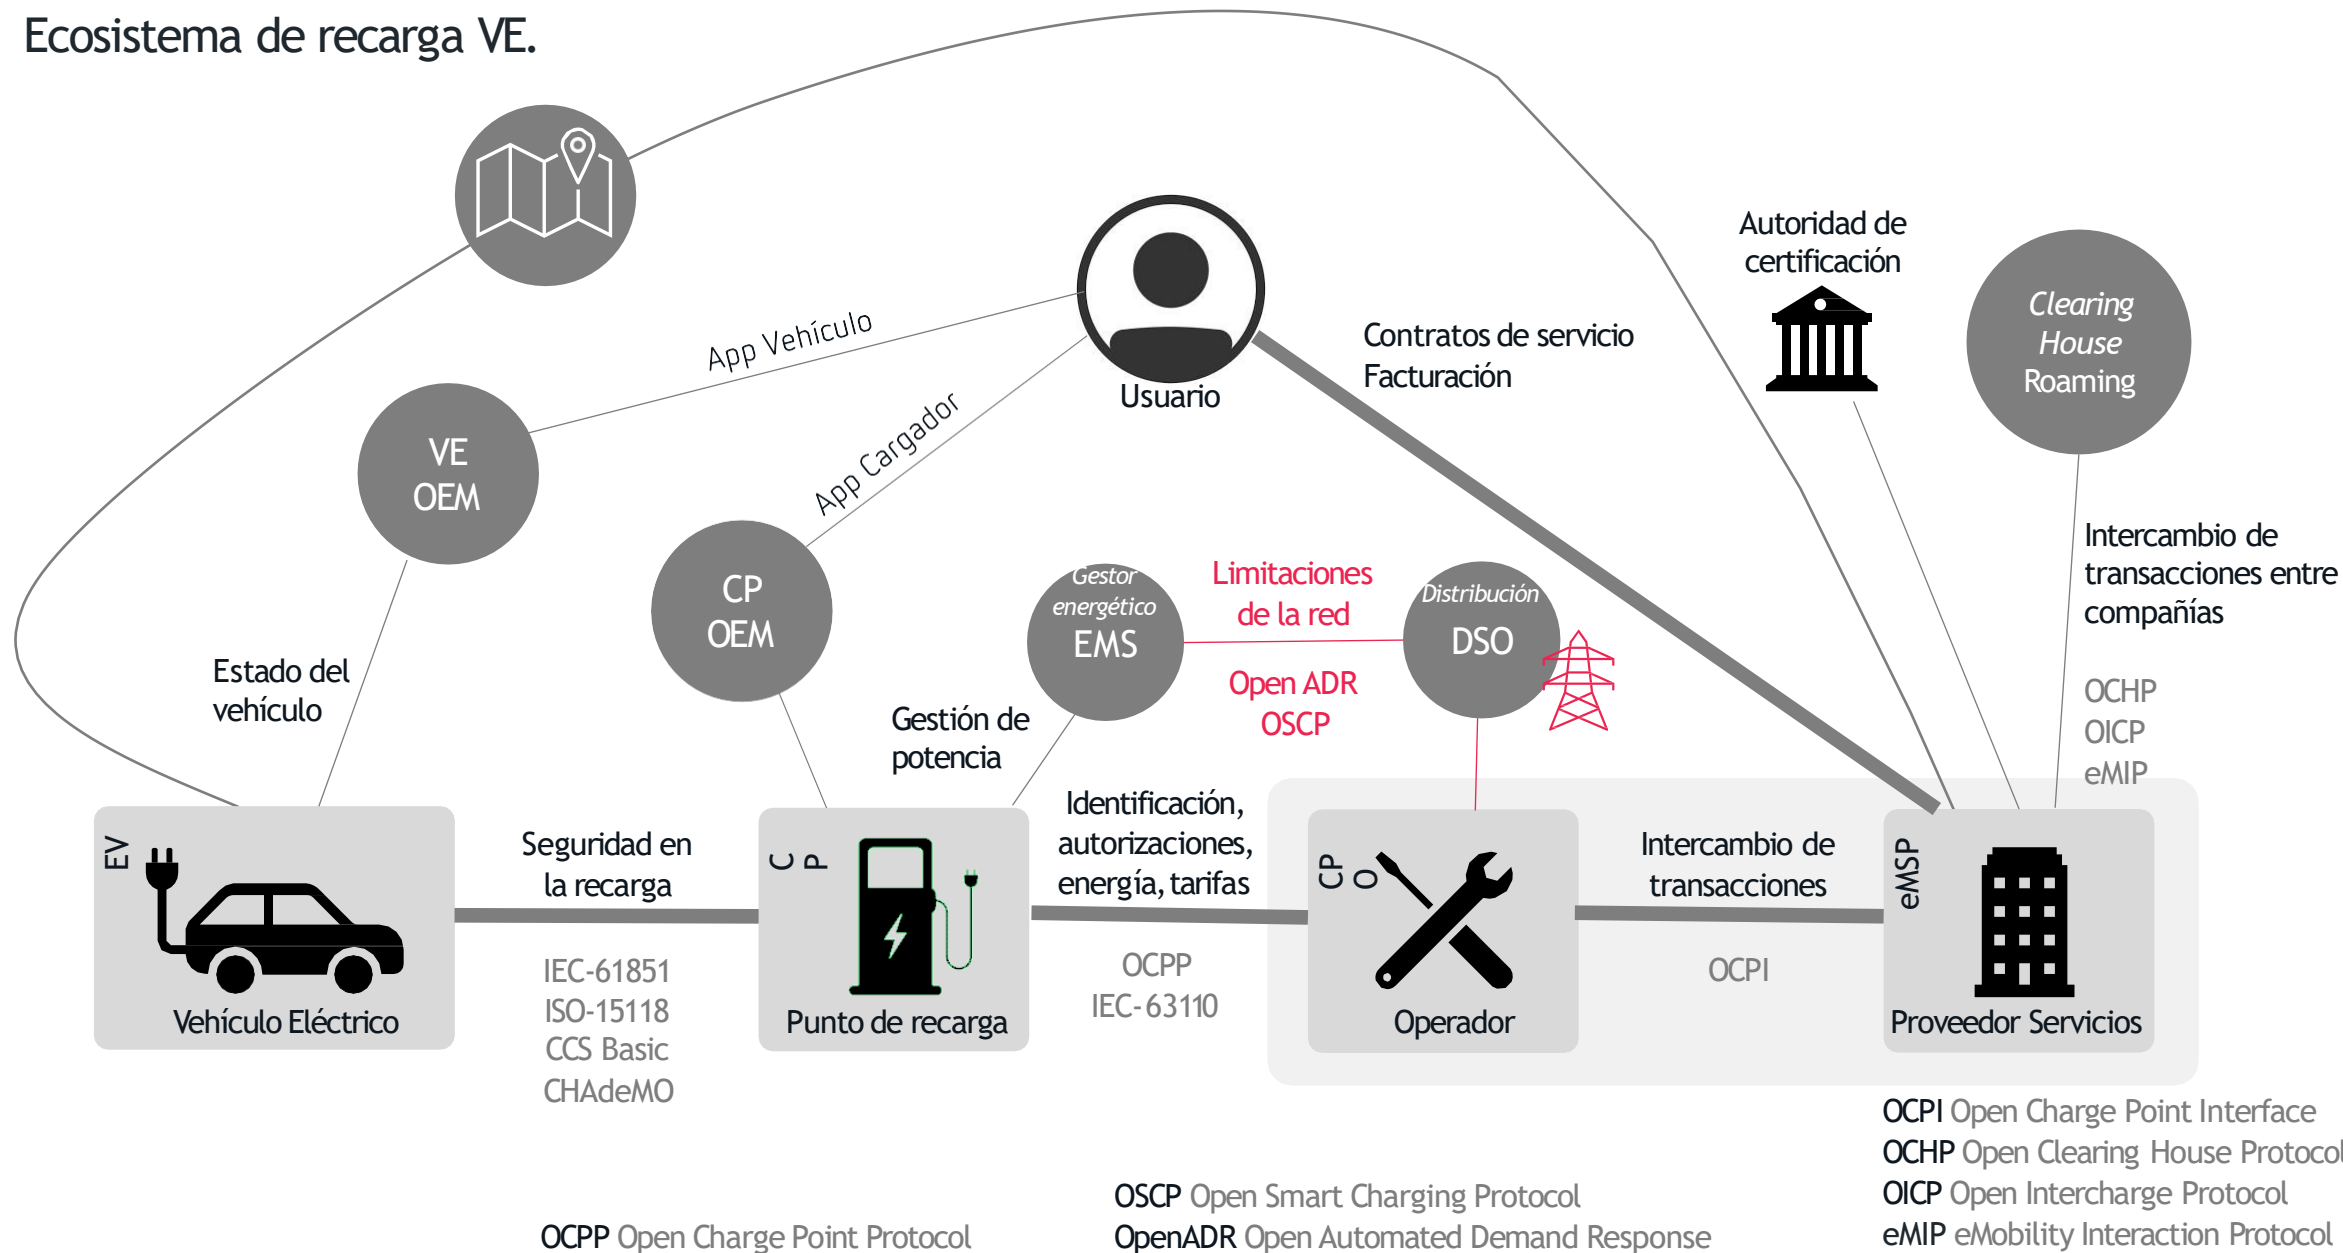 Ecosistema de recarga VE.
Autoridad de
certificación
Clearing
House
Roaming
App Vehículo
Contratos de servicio
Facturación
Usuario
App Cargador
VE
OEM
CP
OEM
Gestor
energético
EMS
Limitaciones
de la red
Open ADR
OSCP
Distribución
DSO
Intercambio de
transacciones entre
compañías
OCHP
OICP
eMIP
Estado del
vehículo
Gestión de
potencia
EV
Vehículo Eléctrico
Seguridad en
la recarga
IEC-61851
ISO-15118
CCS Basic
CHAdeMO
C
P
Punto de recarga
Identificación,
autorizaciones,
energía, tarifas
OCPP
IEC-63110
CP
O
Operador
Intercambio de
transacciones
OCPI
eMSP
Proveedor Servicios
OCPI Open Charge Point Interface
OCHP Open Clearing House Protocol
OICP Open Intercharge Protocol
eMIP eMobility Interaction Protocol
OSCP Open Smart Charging Protocol
OpenADR Open Automated Demand Response
OCPP Open Charge Point Protocol